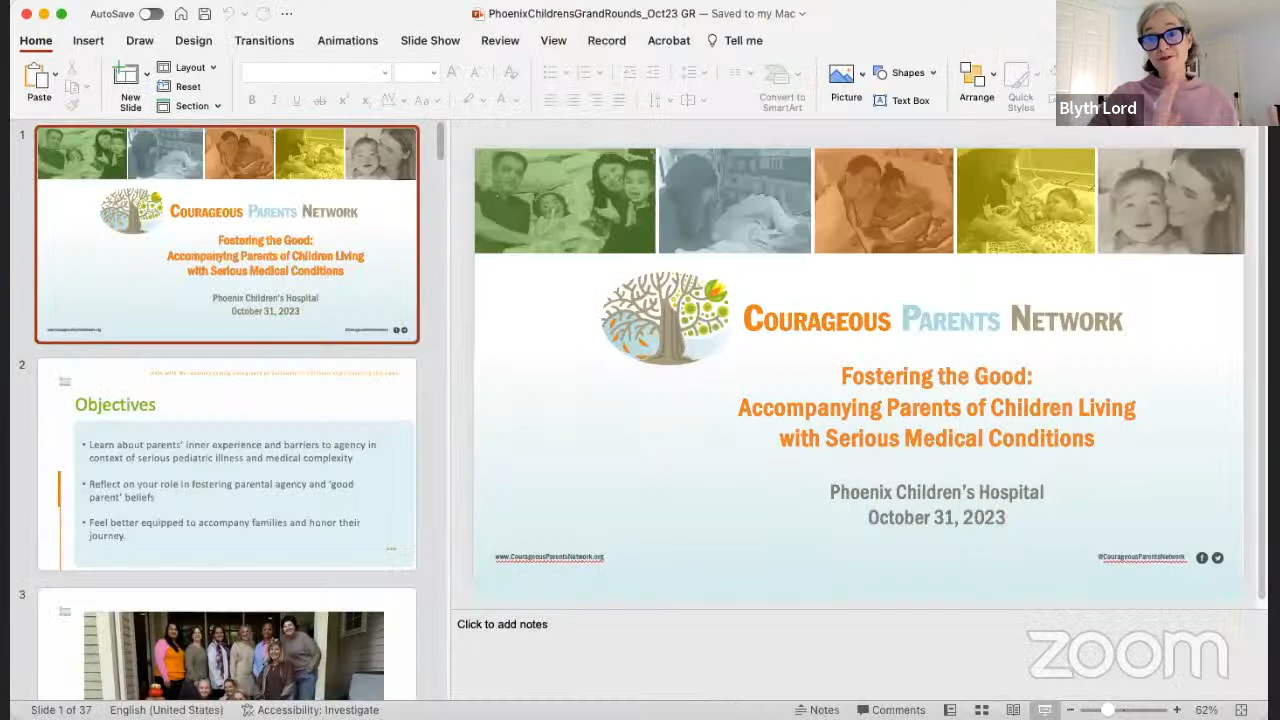 AutoSave
PhoenixChildrensGrandRounds_Oct23 GR — Saved to my Mac
Home Insert Draw Design Transitions Animations Slide Show Review View Record Acrobat Tell me
Paste
New
Slide
Layout
Reset
Section
B I U ab
Aa
Convert to
SmartArt
Picture
Shapes
Text Box
Arrange
Quick
Styles
Blyth Lord
1
COURAGEOUS PARENTS NETWORK
Fostering the Good:
Accompanying Parents of Children Living
with Serious Medical Conditions
Phoenix Children's Hospital
October 31, 2023
2
Objectives
• Learn about parents' inner experience and barriers to agency in
context of serious pediatric illness and medical complexity
• Reflect on your role in fostering parental agency and 'good
parent' beliefs
• Feel better equipped to accompany families and honor their
journey.
3
COURAGEOUS PARENTS NETWORK
Fostering the Good:
Accompanying Parents of Children Living
with Serious Medical Conditions
Phoenix Children's Hospital
October 31, 2023
www.CourageousParentsNetwork.org
@CourageousParentsNetwork
Click to add notes
zoom
Slide 1 of 37 English (United States) Accessibility: Investigate
Notes Comments 62%